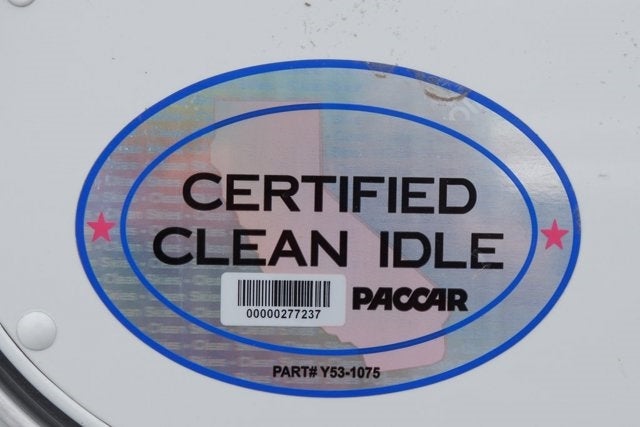 CERTIFIED
CLEAN IDLE
00000277237
PACCAR
PART# Y53-1075